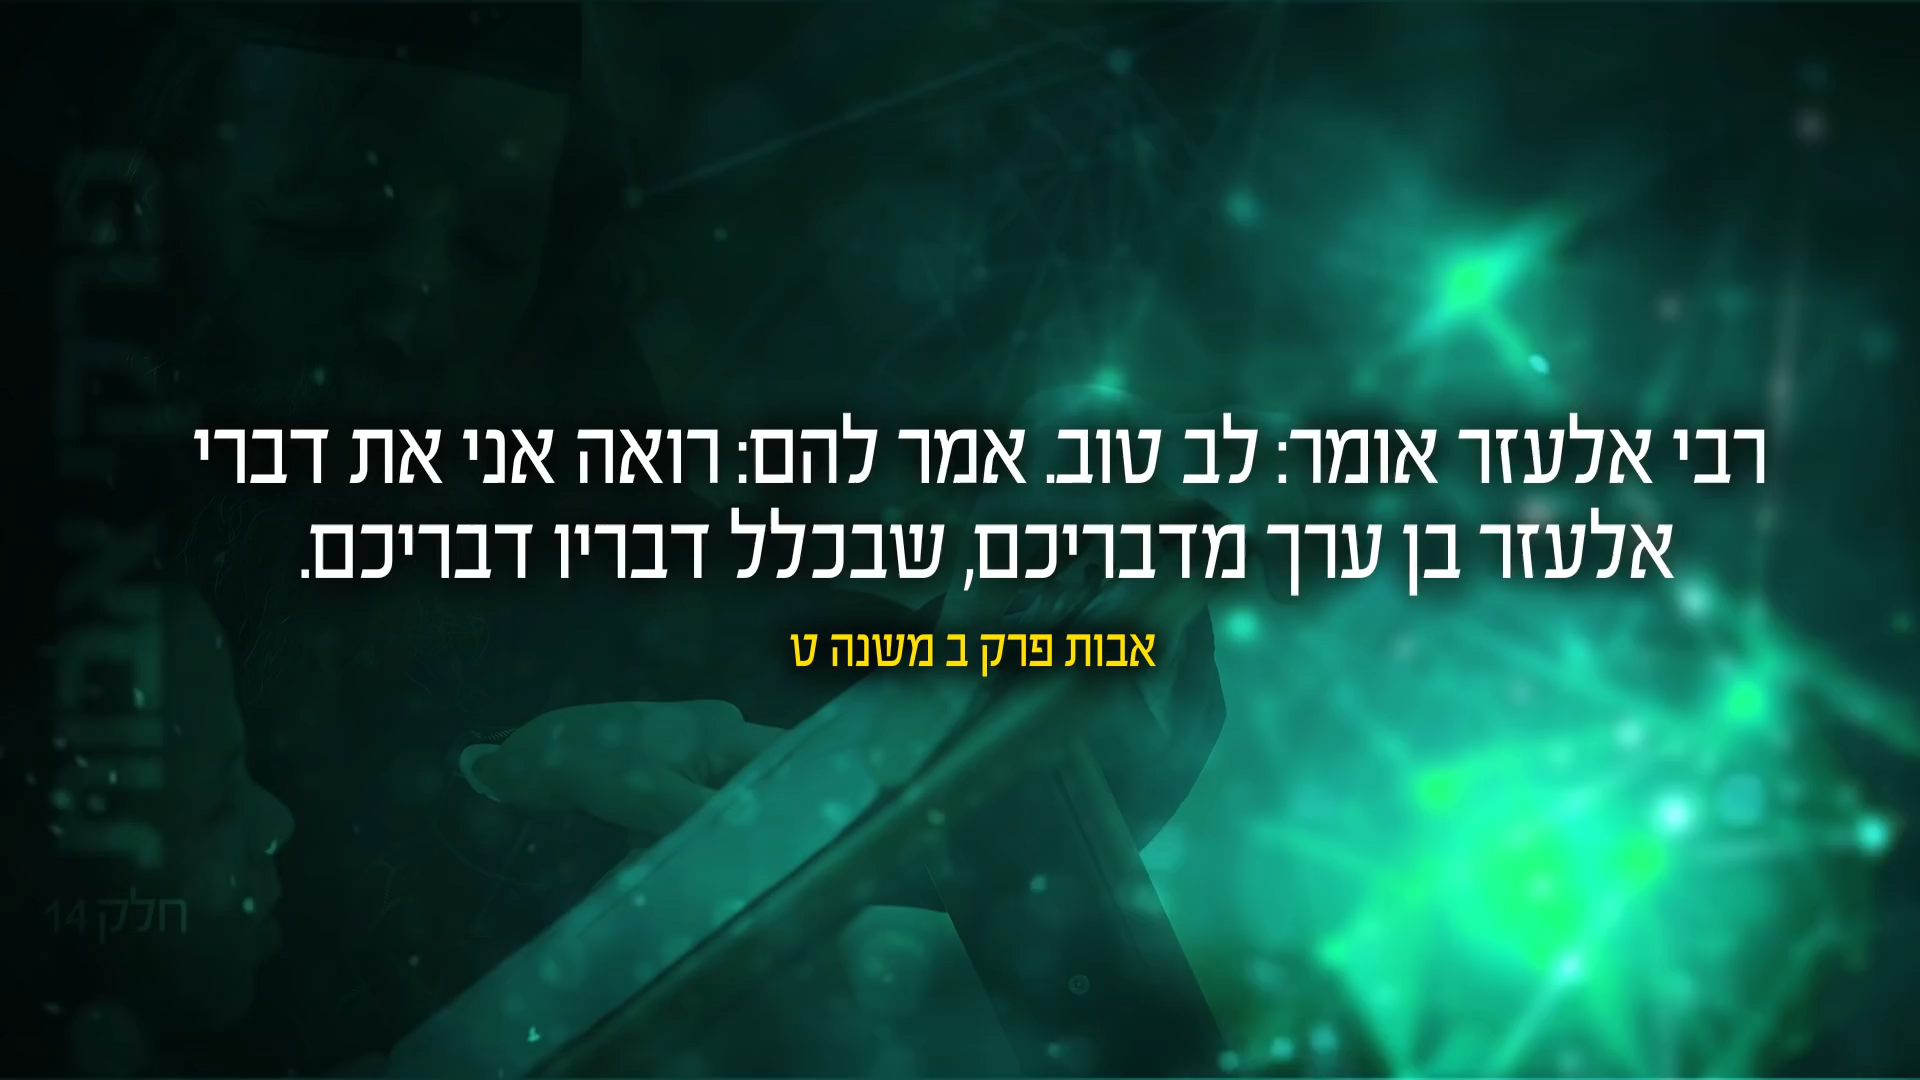 רבי אלעזר אומר: לב טוב. אמר להם: רואה אני את דברי
אלעזר בן ערך מדבריכם, שבכלל דבריו דבריכם.
אבות פרק ב משנה ט
חלק 14